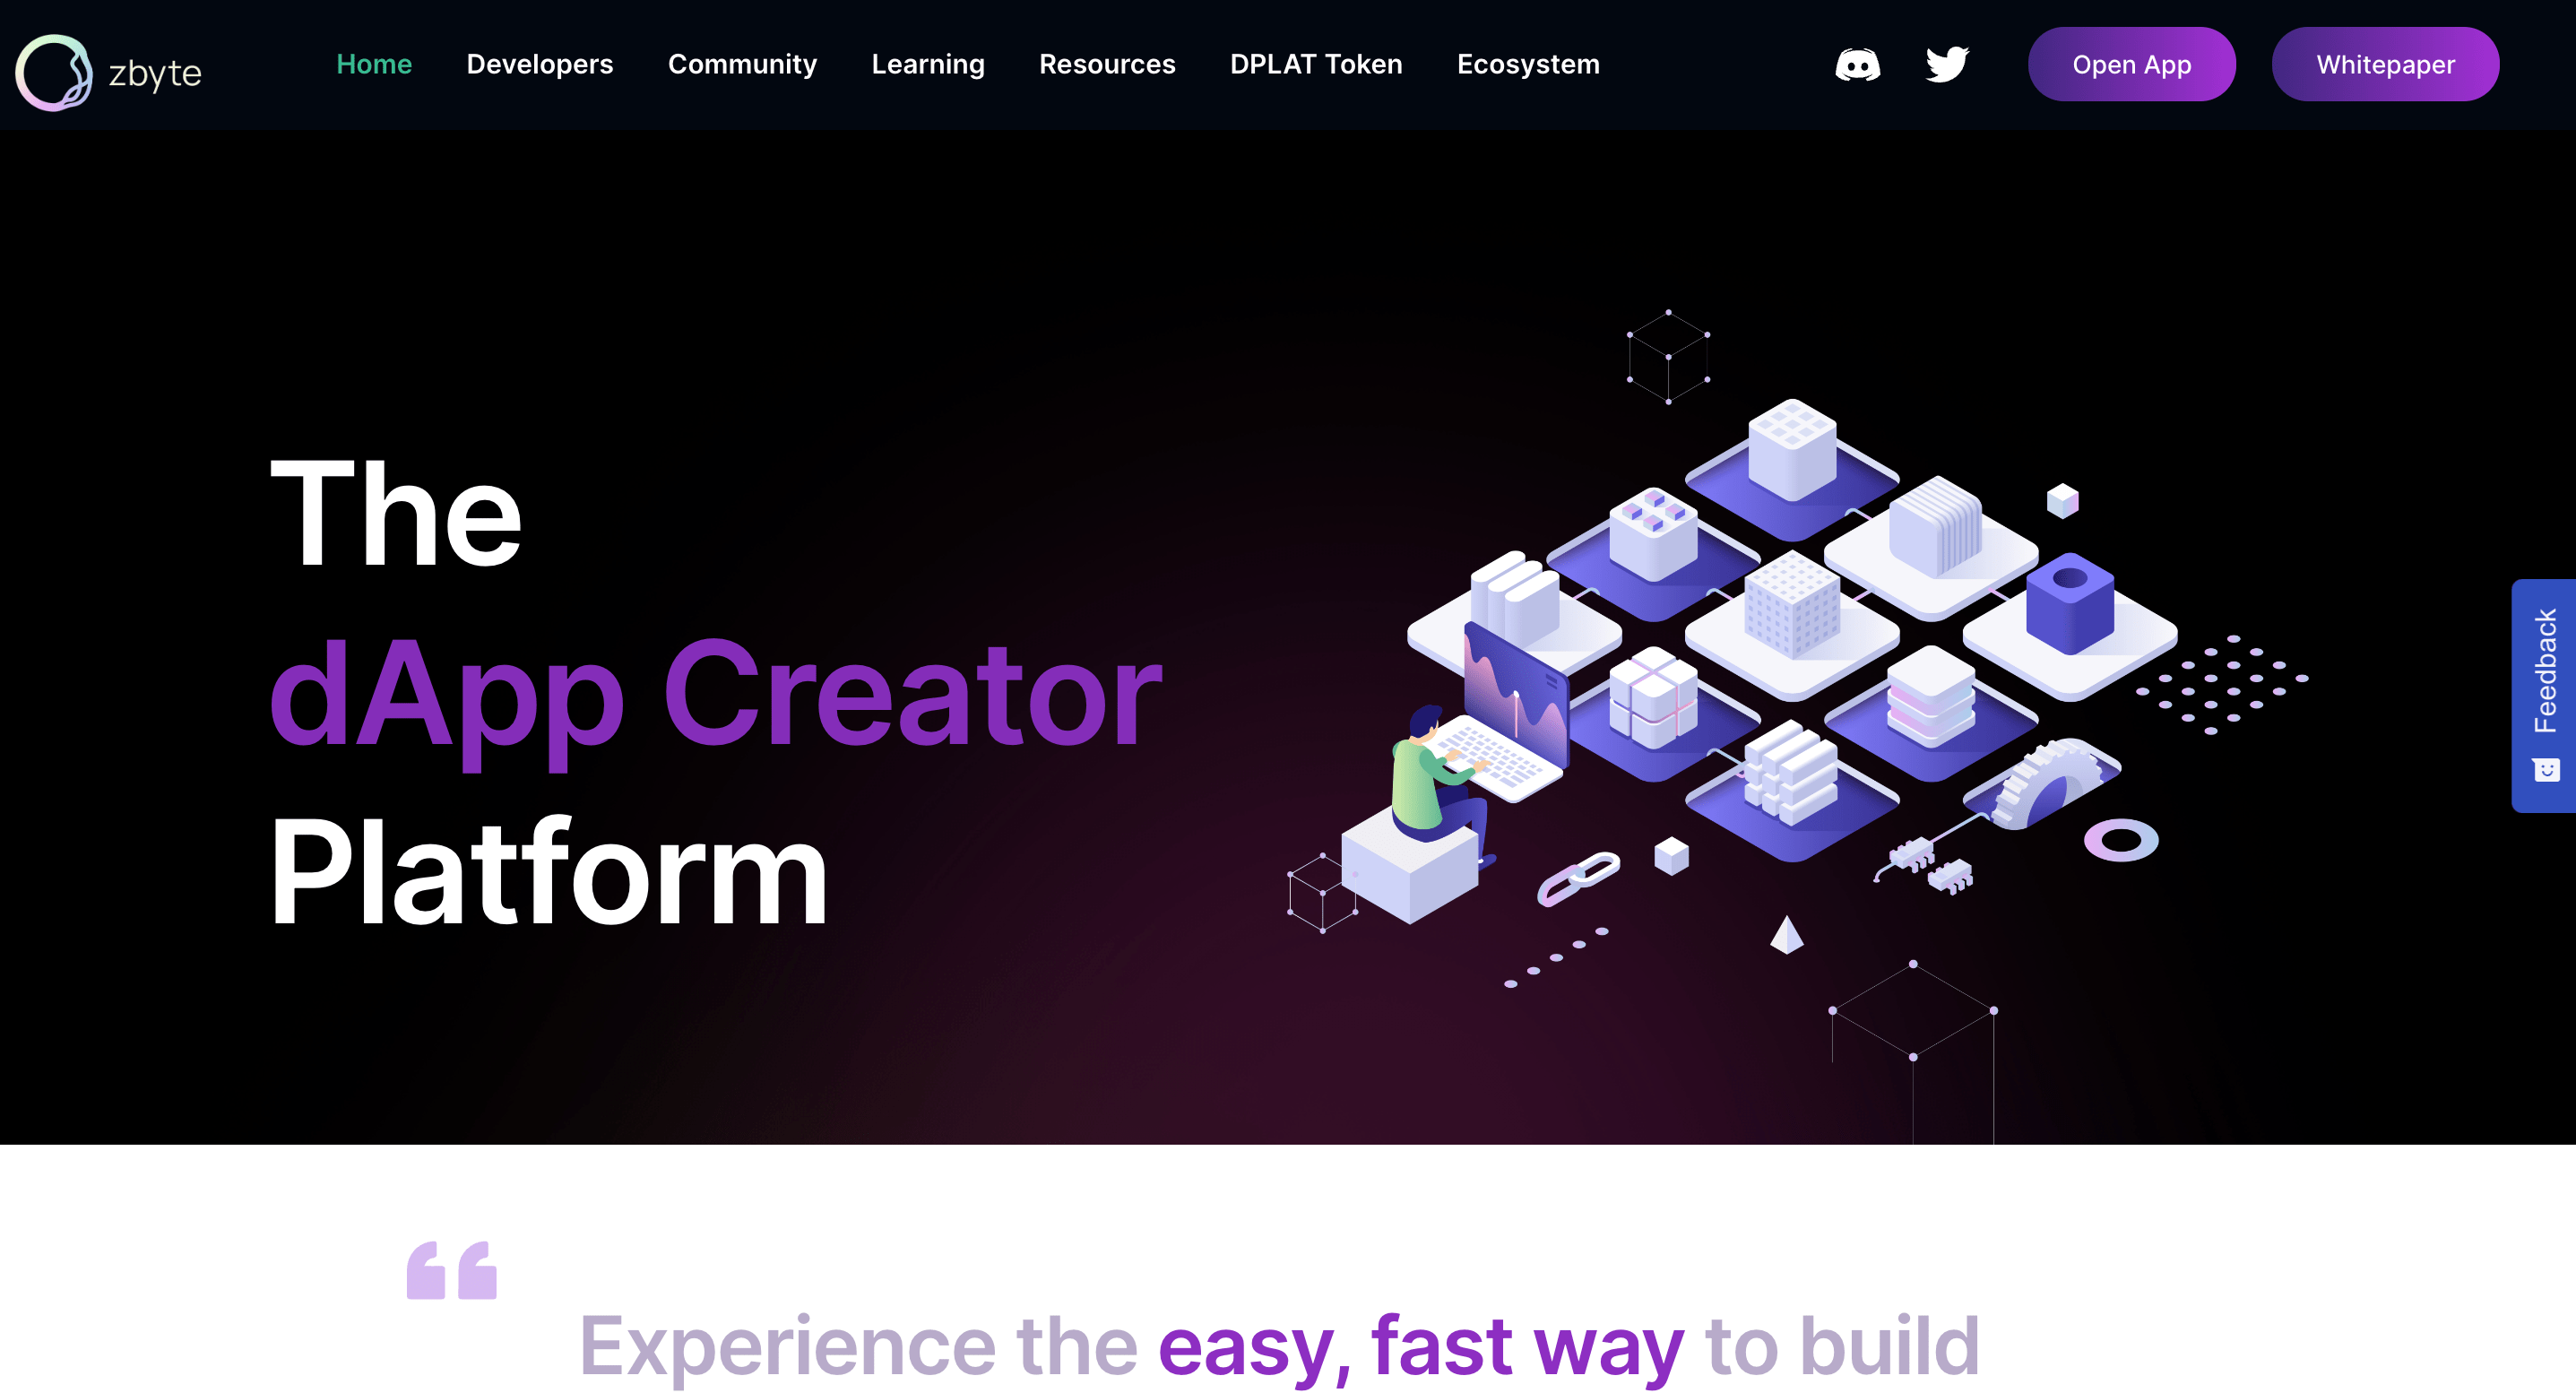 zbyte
Home Developers Community Learning Resources DPLAT Token Ecosystem Open App Whitepaper
The
dApp Creator
Platform
Feedback
“
Experience the easy, fast way to build